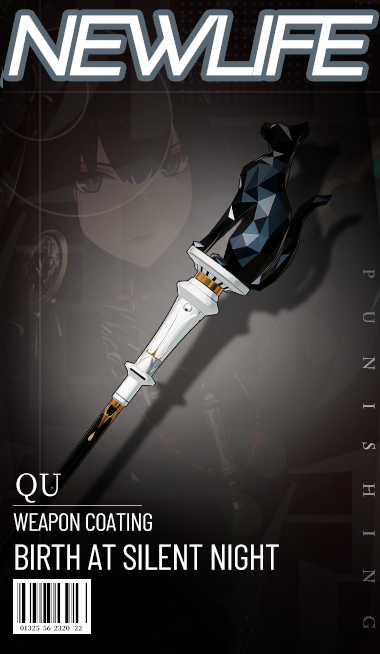 NEWLIFE
PUNISHING
QU
WEAPON COATING
BIRTH AT SILENT NIGHT
01325 56 2320 22